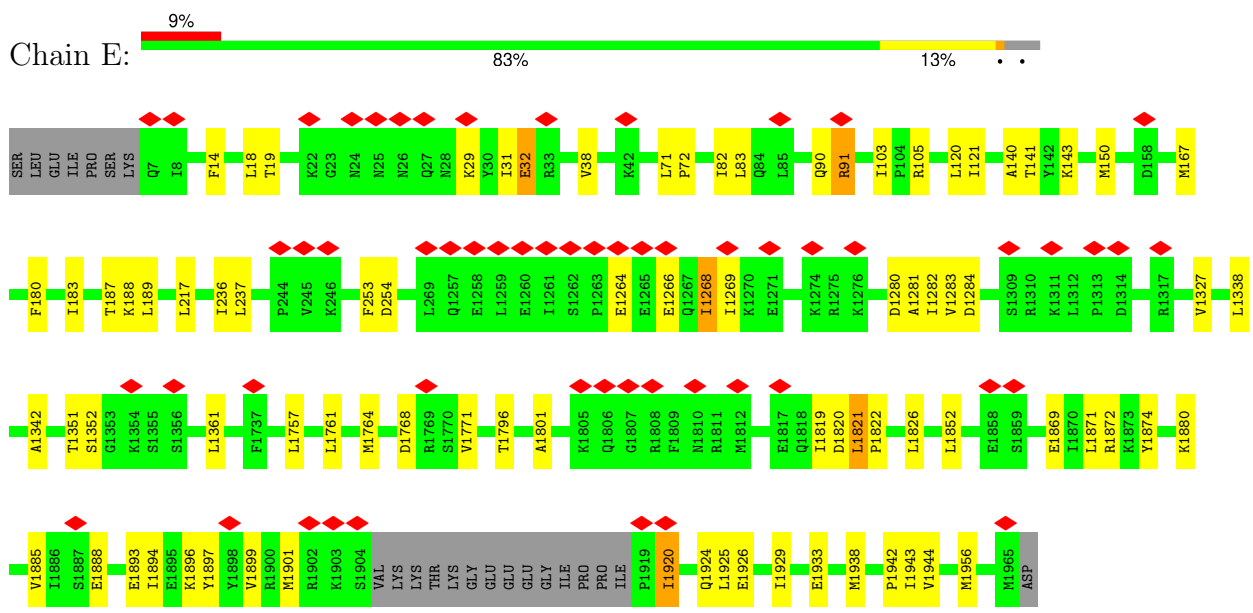 9%
Chain E:
83% 13% • •
SER LEU GLU ILE PRO SER LYS Q7 I8 F14 L18 T19 K22 G23 N24 N25 N26 Q27 N28 K29 Y30 I31 E32 R33 V38 K42 L71 P72 I82 L83 Q84 L85 Q90 R91 I103 P104 R105 L120 I121 A140 T141 Y142 K143 M150 D158 M167
F180 I183 T187 K188 L189 L217 I236 L237 P244 V245 K246 F253 D254 L269 Q1257 E1258 L1259 E1260 I1261 S1262 P1263 E1264 E1265 E1266 Q1267 I1268 I1269 K1270 E1271 K1274 R1275 K1276 D1280 A1281 I1282 V1283 D1284 S1309 R1310 K1311 L1312 P1313 D1314 R1317 V1327 L1338
A1342 T1351 S1352 G1353 K1354 S1355 S1356 L1361 F1737 L1757 L1761 M1764 D1768 R1769 S1770 V1771 T1796 A1801 K1805 Q1806 G1807 R1808 F1809 N1810 R1811 M1812 E1817 Q1818 I1819 D1820 L1821 P1822 L1826 L1852 E1858 S1859 E1869 I1870 L1871 R1872 K1873 Y1874 K1880
V1885 I1886 S1887 E1888 E1893 I1894 E1895 K1896 Y1897 Y1898 V1899 R1900 M1901 R1902 K1903 S1904 VAL LYS LYS THR LYS GLY GLU GLU GLU GLY ILE PRO PRO ILE P1919 I1920 Q1924 L1925 E1926 I1929 E1933 M1938 P1942 I1943 V1944 M1956 M1965 ASP